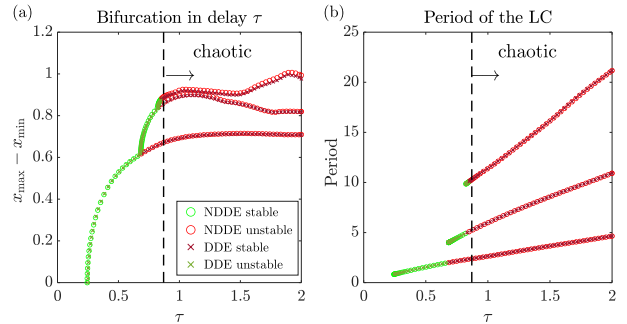 (a) Bifurcation in delay τ
chaotic
1.2
1
0.8
0.6
0.4
0.2
0
x_max − x_min
NDDE stable
NDDE unstable
DDE stable
DDE unstable
0 0.5 1 1.5 2
τ
(b) Period of the LC
chaotic
25
20
15
10
5
0
Period
0 0.5 1 1.5 2
τ